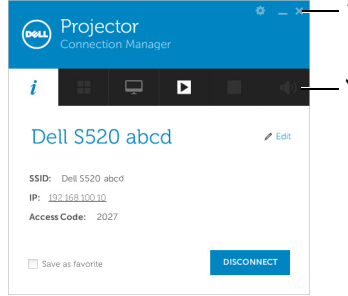 DELL
Projector
Connection Manager
i
Dell S520 abcd
Edit
SSID: Dell S520 abcd
IP: 192.168.100.10
Access Code: 2027
Save as favorite
DISCONNECT